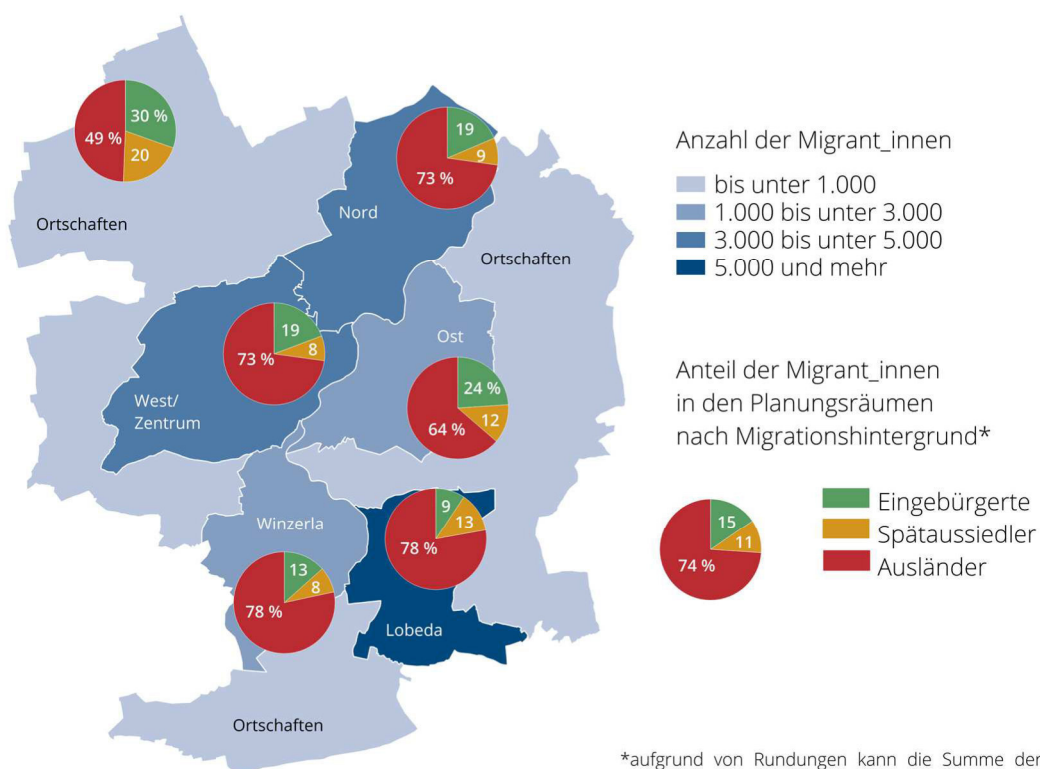 30 %
49 %
20
Ortschaften
19
9
73 %
Nord
Ortschaften
19
8
73 %
West/
Zentrum
Ost
24 %
12
64 %
Winzerla
9
13
78 %
13
8
78 %
Lobeda
Ortschaften
Anzahl der Migrant_innen
bis unter 1.000
1.000 bis unter 3.000
3.000 bis unter 5.000
5.000 und mehr
Anteil der Migrant_innen
in den Planungsräumen
nach Migrationshintergrund*
15
11
74 %
Eingebürgerte
Spätaussiedler
Ausländer
*aufgrund von Rundungen kann die Summe der